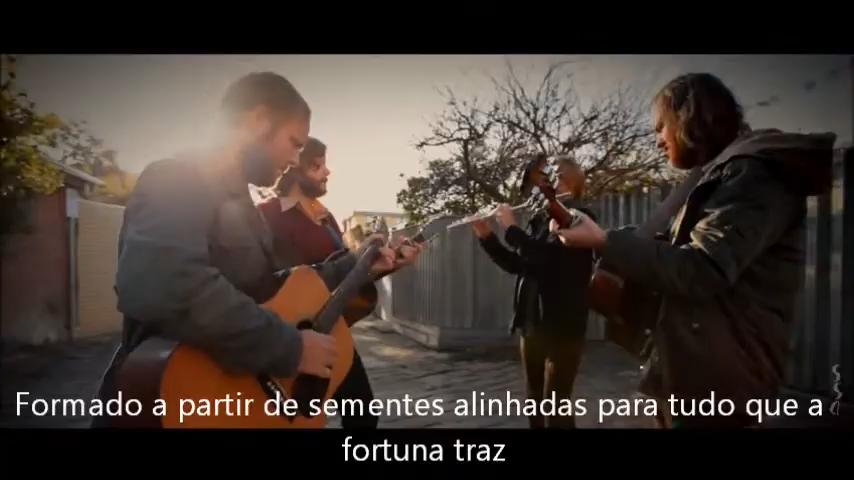 Formado a partir de sementes alinhadas para tudo que a
fortuna traz